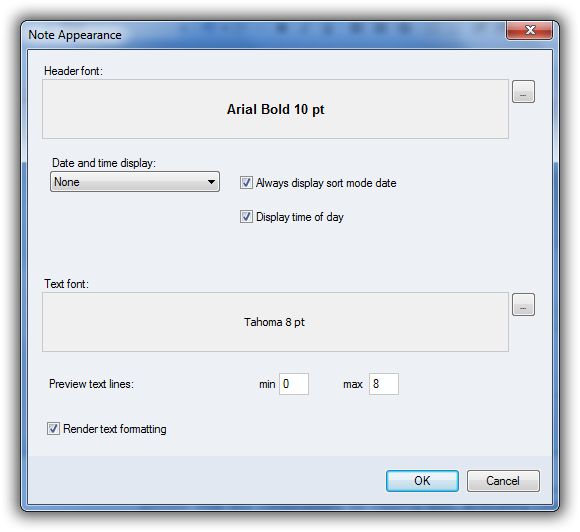 Note Appearance
Header font:
Arial Bold 10 pt
...
Date and time display:
None
Always display sort mode date
Display time of day
Text font:
Tahoma 8 pt
...
Preview text lines: min 0 max 8
Render text formatting
OK Cancel